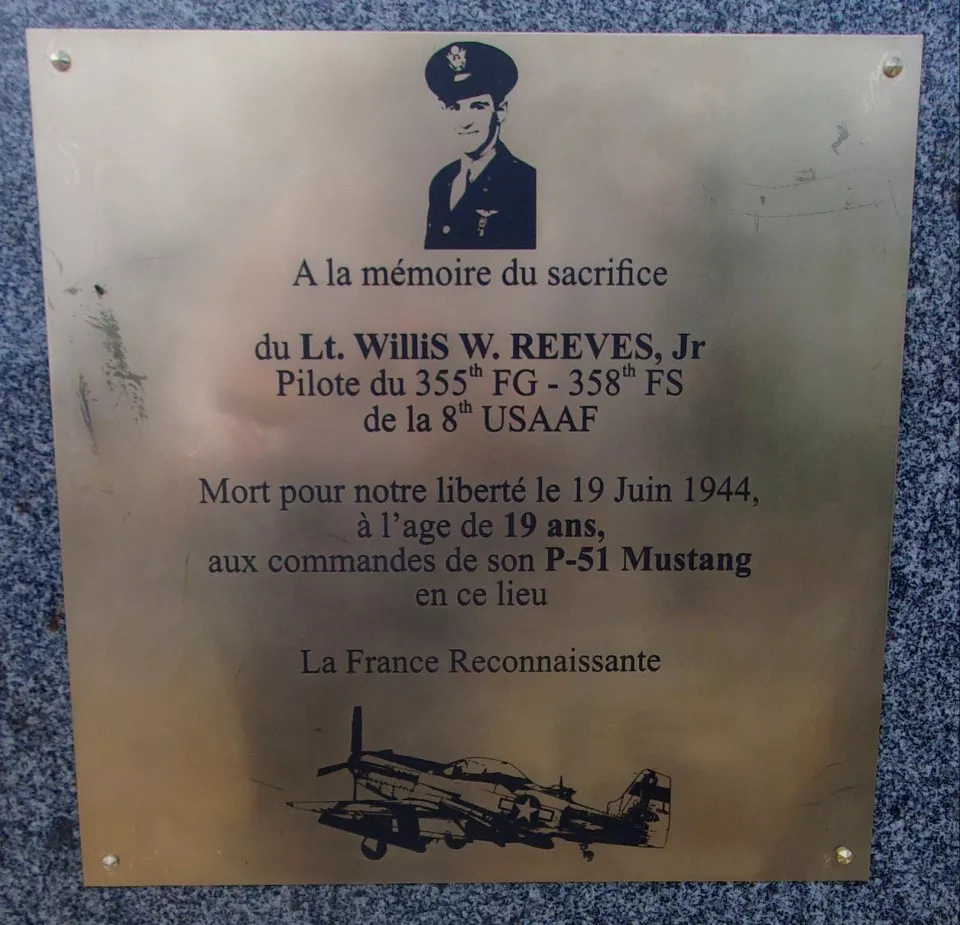 A la mémoire du sacrifice
du Lt. WilliS W. REEVES, Jr
Pilote du 355th FG - 358th FS
de la 8th USAAF
Mort pour notre liberté le 19 Juin 1944,
à l'age de 19 ans,
aux commandes de son P-51 Mustang
en ce lieu
La France Reconnaissante